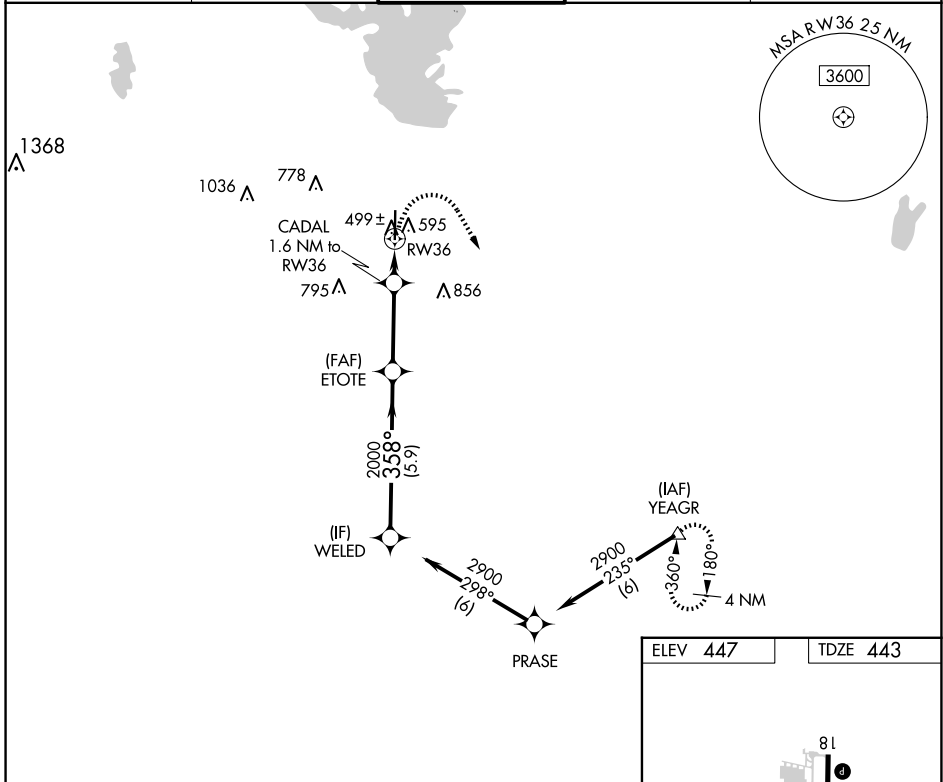 MSA RW36 25 NM
3600
1368
1036
778
499±
595
CADAL
1.6 NM to
RW36
RW36
795
856
(FAF)
ETOTE
2000
358°
(5.9)
(IF)
WELED
(IAF)
YEAGR
2900
235°
(6)
360°
180°
4 NM
2900
298°
(6)
PRASE
ELEV 447
TDZE 443
18
P